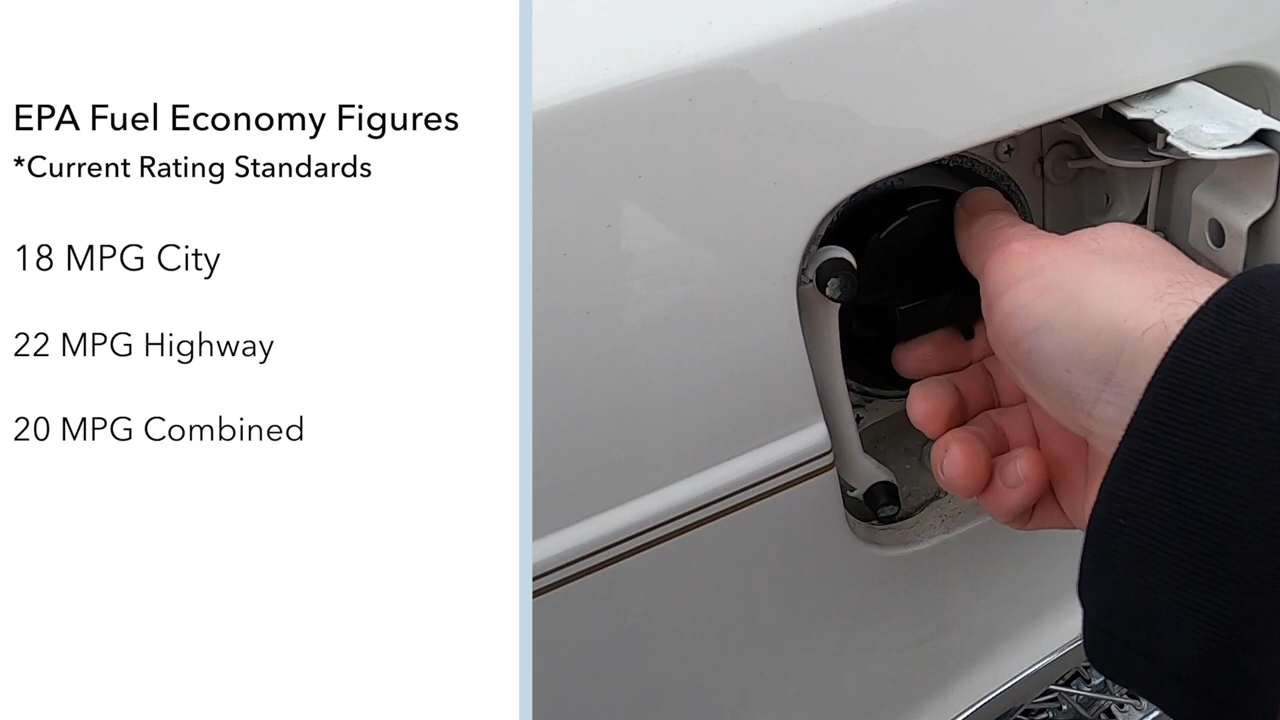 EPA Fuel Economy Figures
*Current Rating Standards
18 MPG City
22 MPG Highway
20 MPG Combined